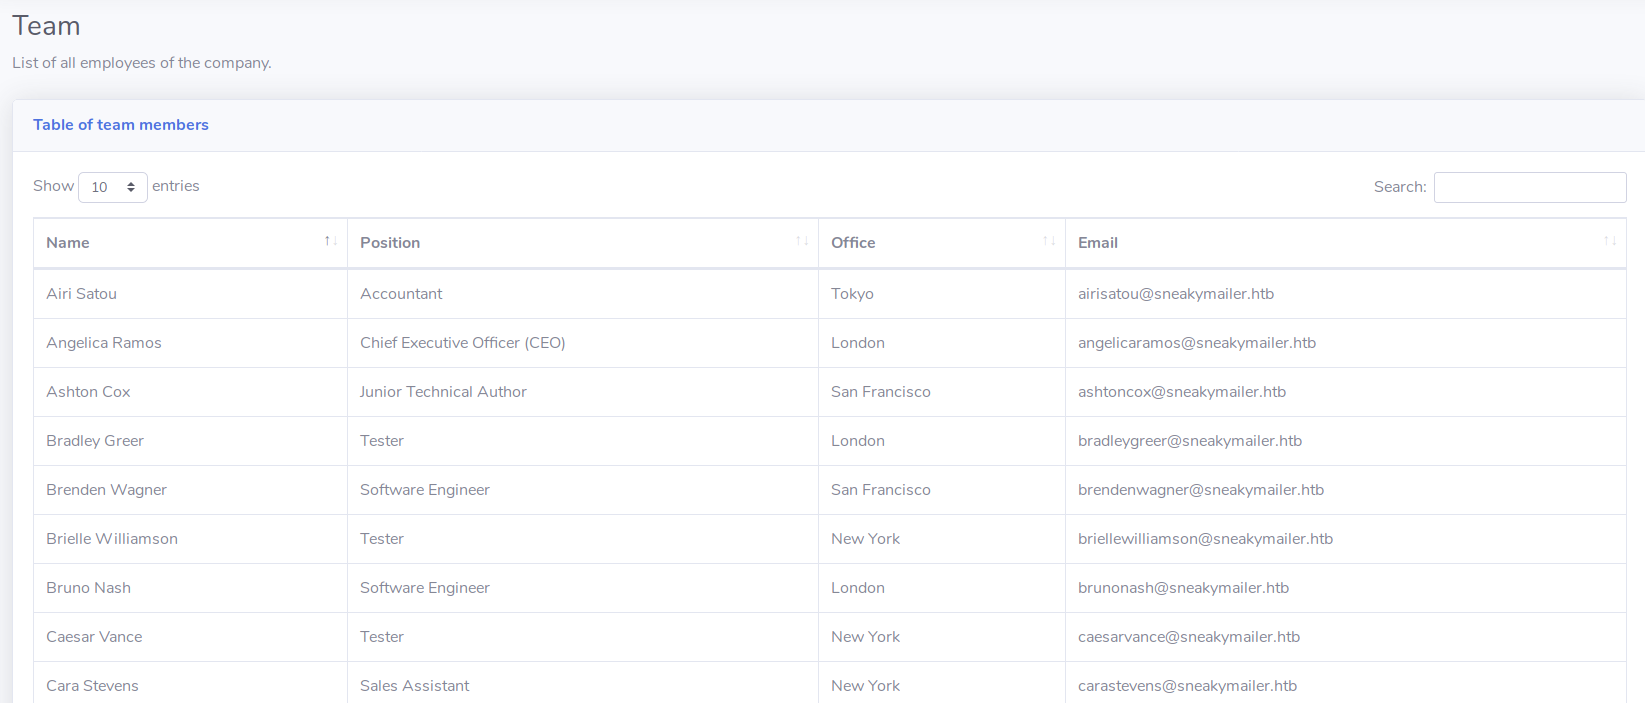 Team
List of all employees of the company.
Table of team members
Show 10 entries Search:
Name Position Office Email
Airi Satou Accountant Tokyo airisatou@sneakymailer.htb
Angelica Ramos Chief Executive Officer (CEO) London angelicaramos@sneakymailer.htb
Ashton Cox Junior Technical Author San Francisco ashtoncox@sneakymailer.htb
Bradley Greer Tester London bradleygreer@sneakymailer.htb
Brenden Wagner Software Engineer San Francisco brendenwagner@sneakymailer.htb
Brielle Williamson Tester New York briellewilliamson@sneakymailer.htb
Bruno Nash Software Engineer London brunonash@sneakymailer.htb
Caesar Vance Tester New York caesarvance@sneakymailer.htb
Cara Stevens Sales Assistant New York carastevens@sneakymailer.htb